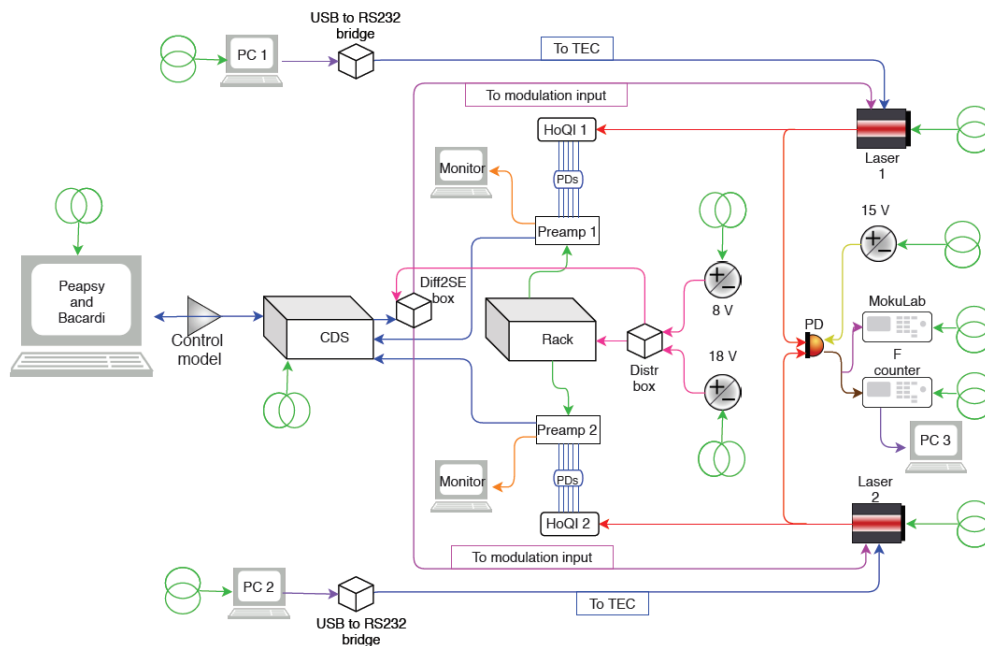 USB to RS232
bridge
PC 1
To TEC
To modulation input
HoQI 1
Laser
1
Monitor
PDs
15 V
Preamp 1
Peapsy
and
Bacardi
Diff2SE
box
8 V
MokuLab
PD
Control
model
CDS
Rack
Distr
box
18 V
F
counter
Preamp 2
PC 3
Monitor
PDs
Laser
2
HoQI 2
To modulation input
PC 2
To TEC
USB to RS232
bridge